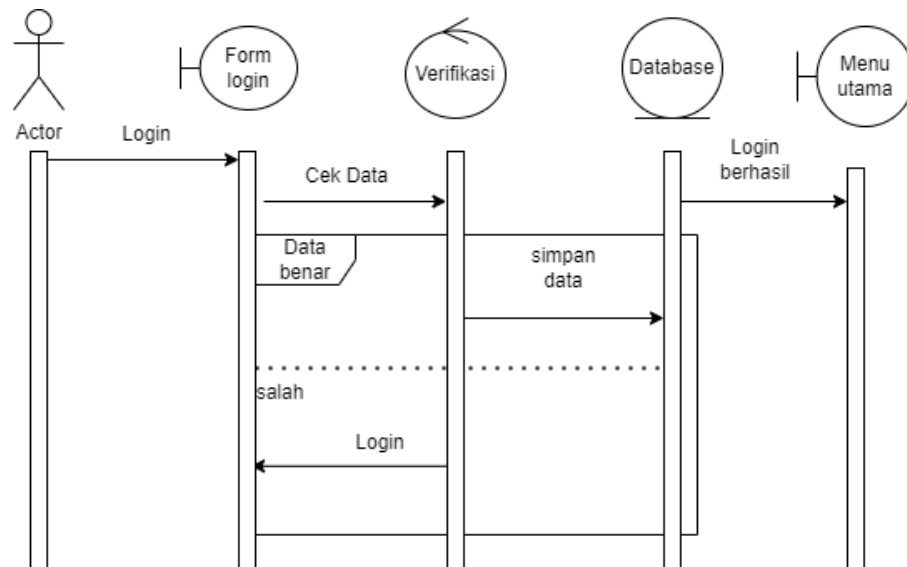 Form
login
Verifikasi
Database
Menu
utama
Actor
Login
Login
berhasil
Cek Data
Data
benar
simpan
data
salah
Login